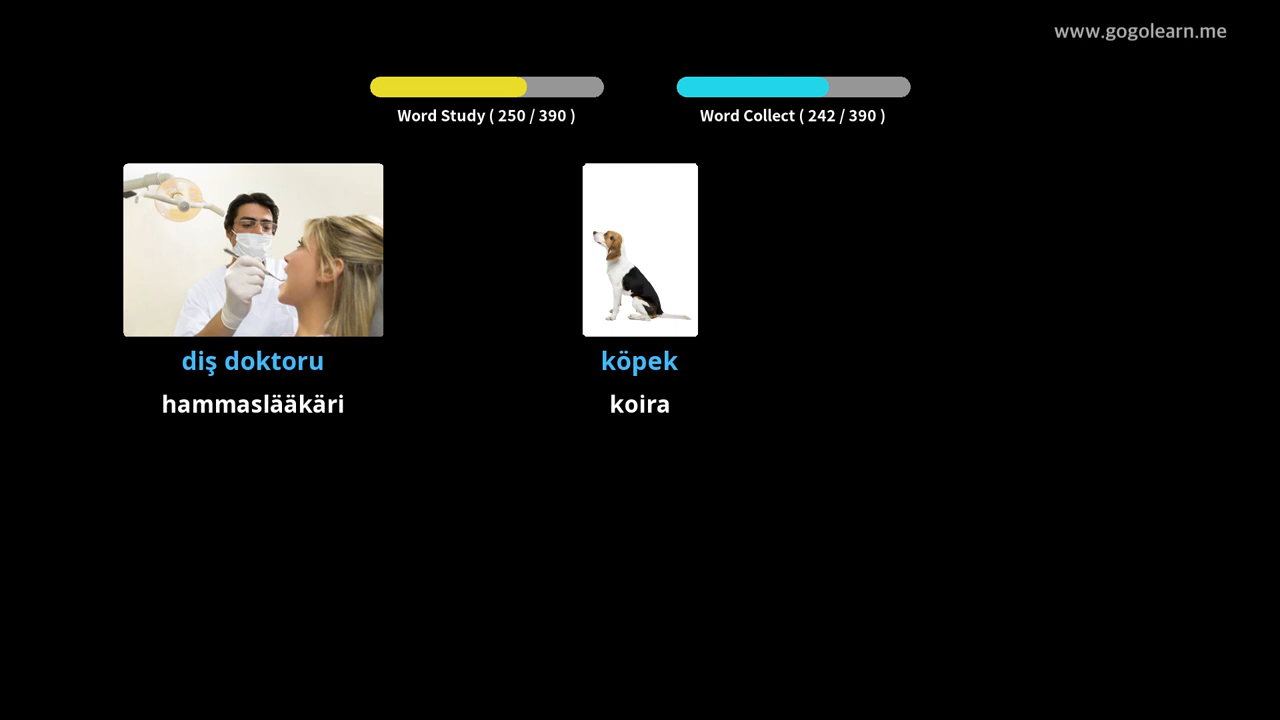 www.gogolearn.me
Word Study ( 250 / 390 )
Word Collect ( 242 / 390 )
diş doktoru
hammaslääkäri
köpek
koira